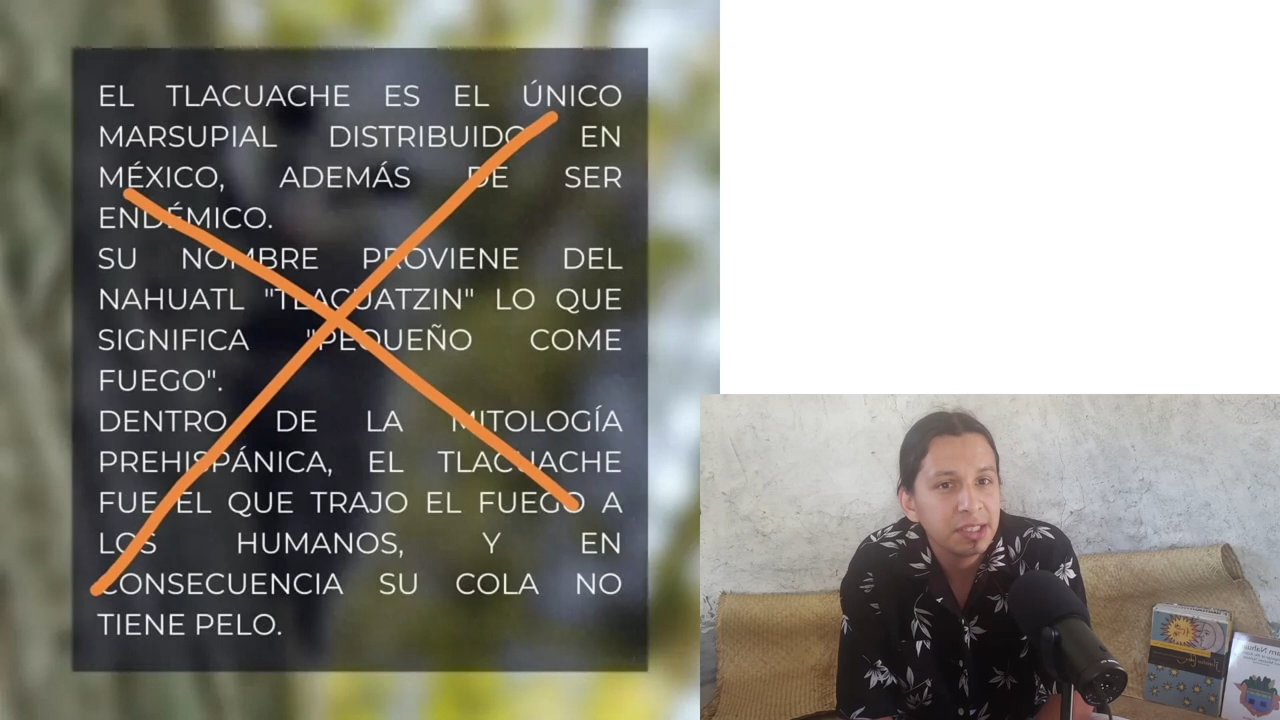 EL TLACUACHE ES EL ÚNICO
MARSUPIAL DISTRIBUIDO EN
MÉXICO, ADEMÁS DE SER
ENDÉMICO.
SU NOMBRE PROVIENE DEL
NAHUATL "TLACUATZIN" LO QUE
SIGNIFICA "PEQUEÑO COME
FUEGO".
DENTRO DE LA MITOLOGÍA
PREHISPÁNICA, EL TLACUACHE
FUE EL QUE TRAJO EL FUEGO A
LOS HUMANOS, Y EN
CONSECUENCIA SU COLA NO
TIENE PELO.